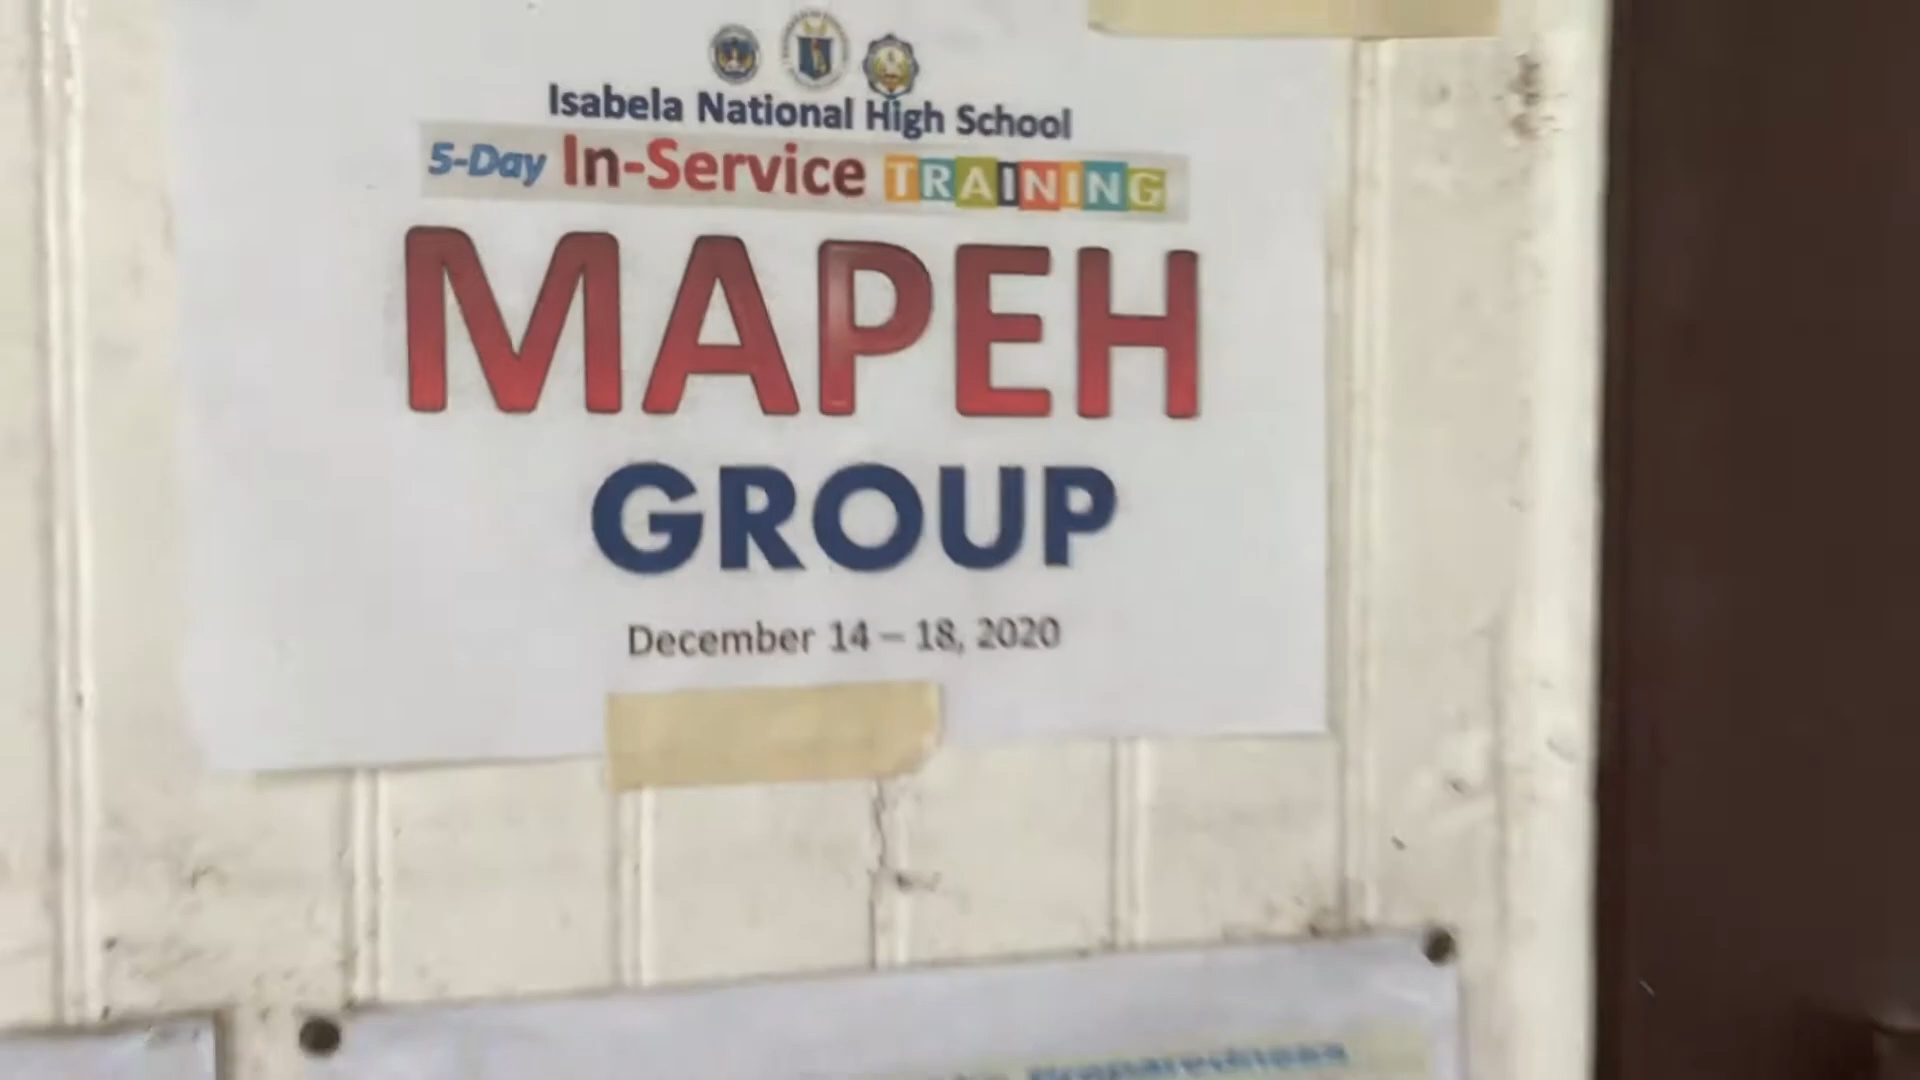 Isabela National High School
5-Day In-Service TRAINING
MAPEH
GROUP
December 14 – 18, 2020